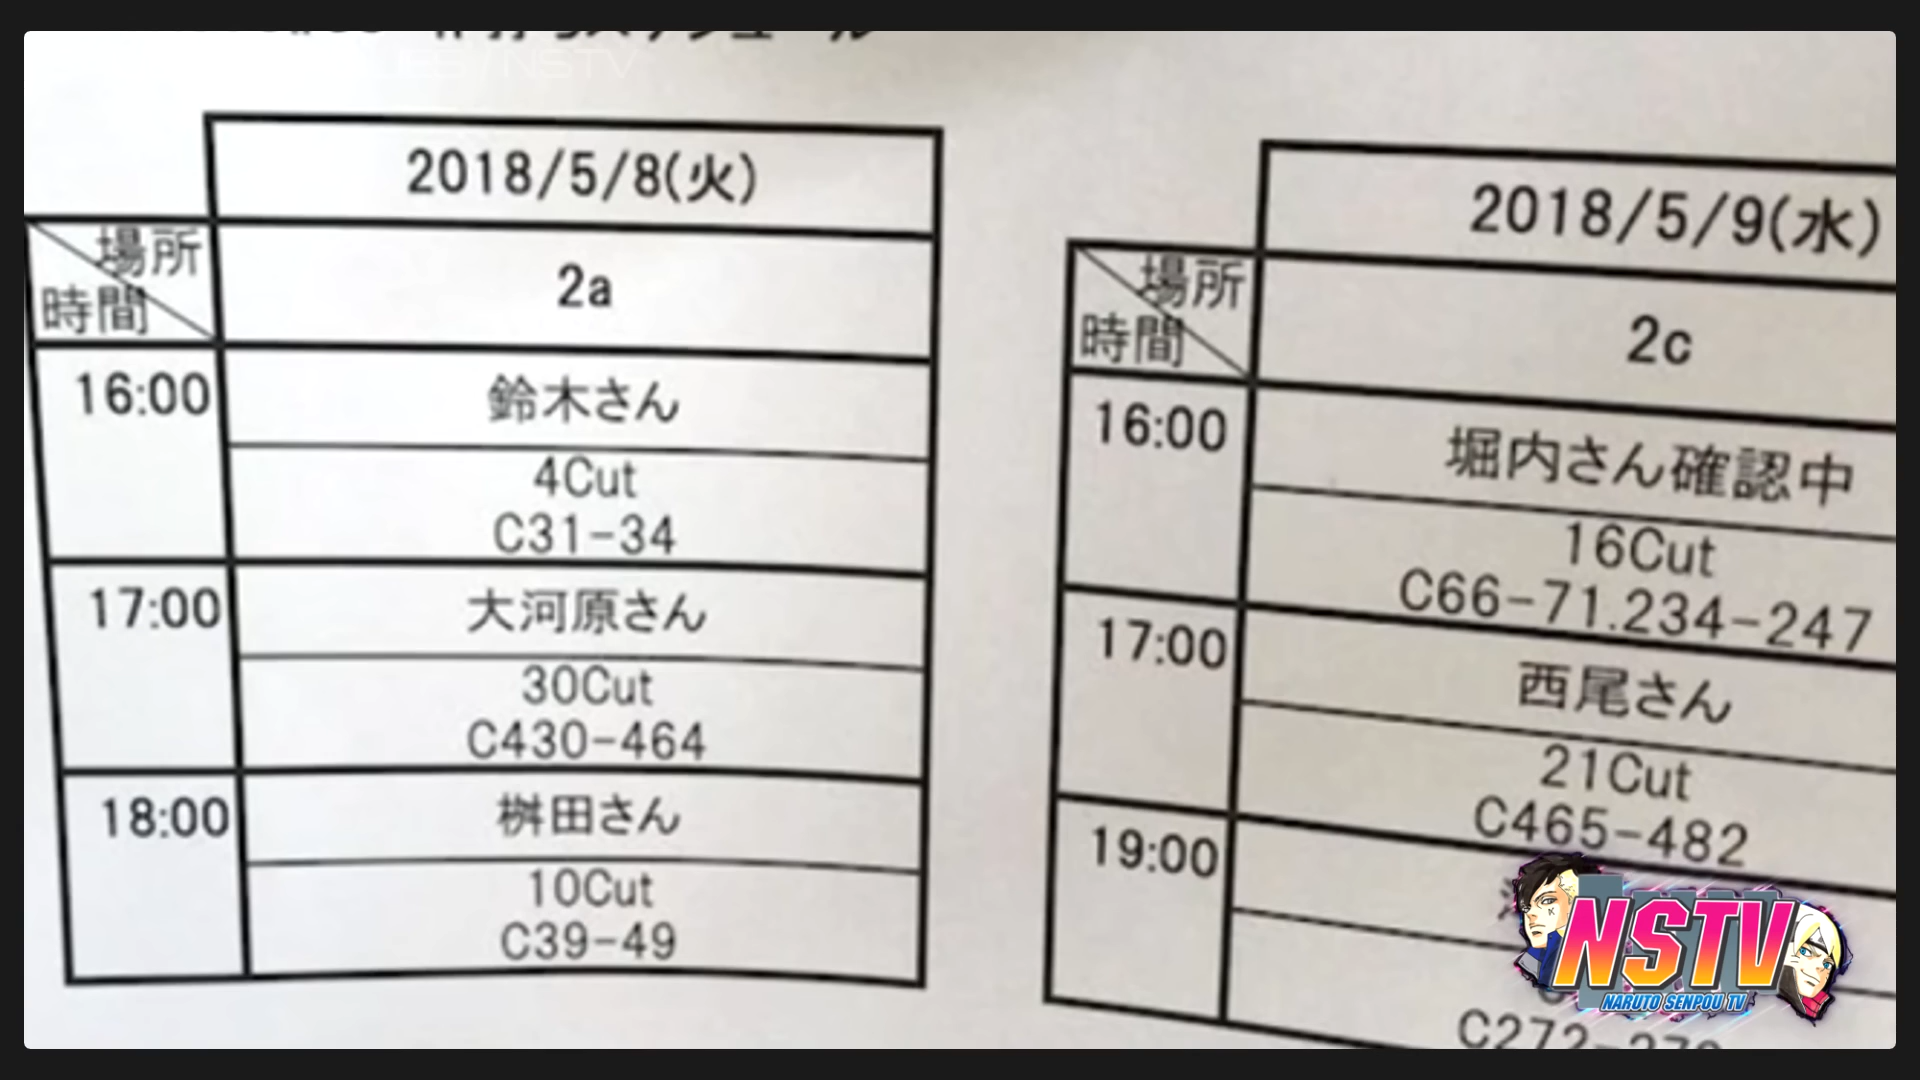 2018/5/8(火)
場所
時間
2a
16:00
鈴木さん
4Cut
C31-34
17:00
大河原さん
30Cut
C430-464
18:00
桝田さん
10Cut
C39-49
2018/5/9(水)
場所
時間
2c
16:00
堀内さん確認中
16Cut
C66-71.234-247
17:00
西尾さん
21Cut
C465-482
19:00
NSTV
NARUTO SENPOU TV